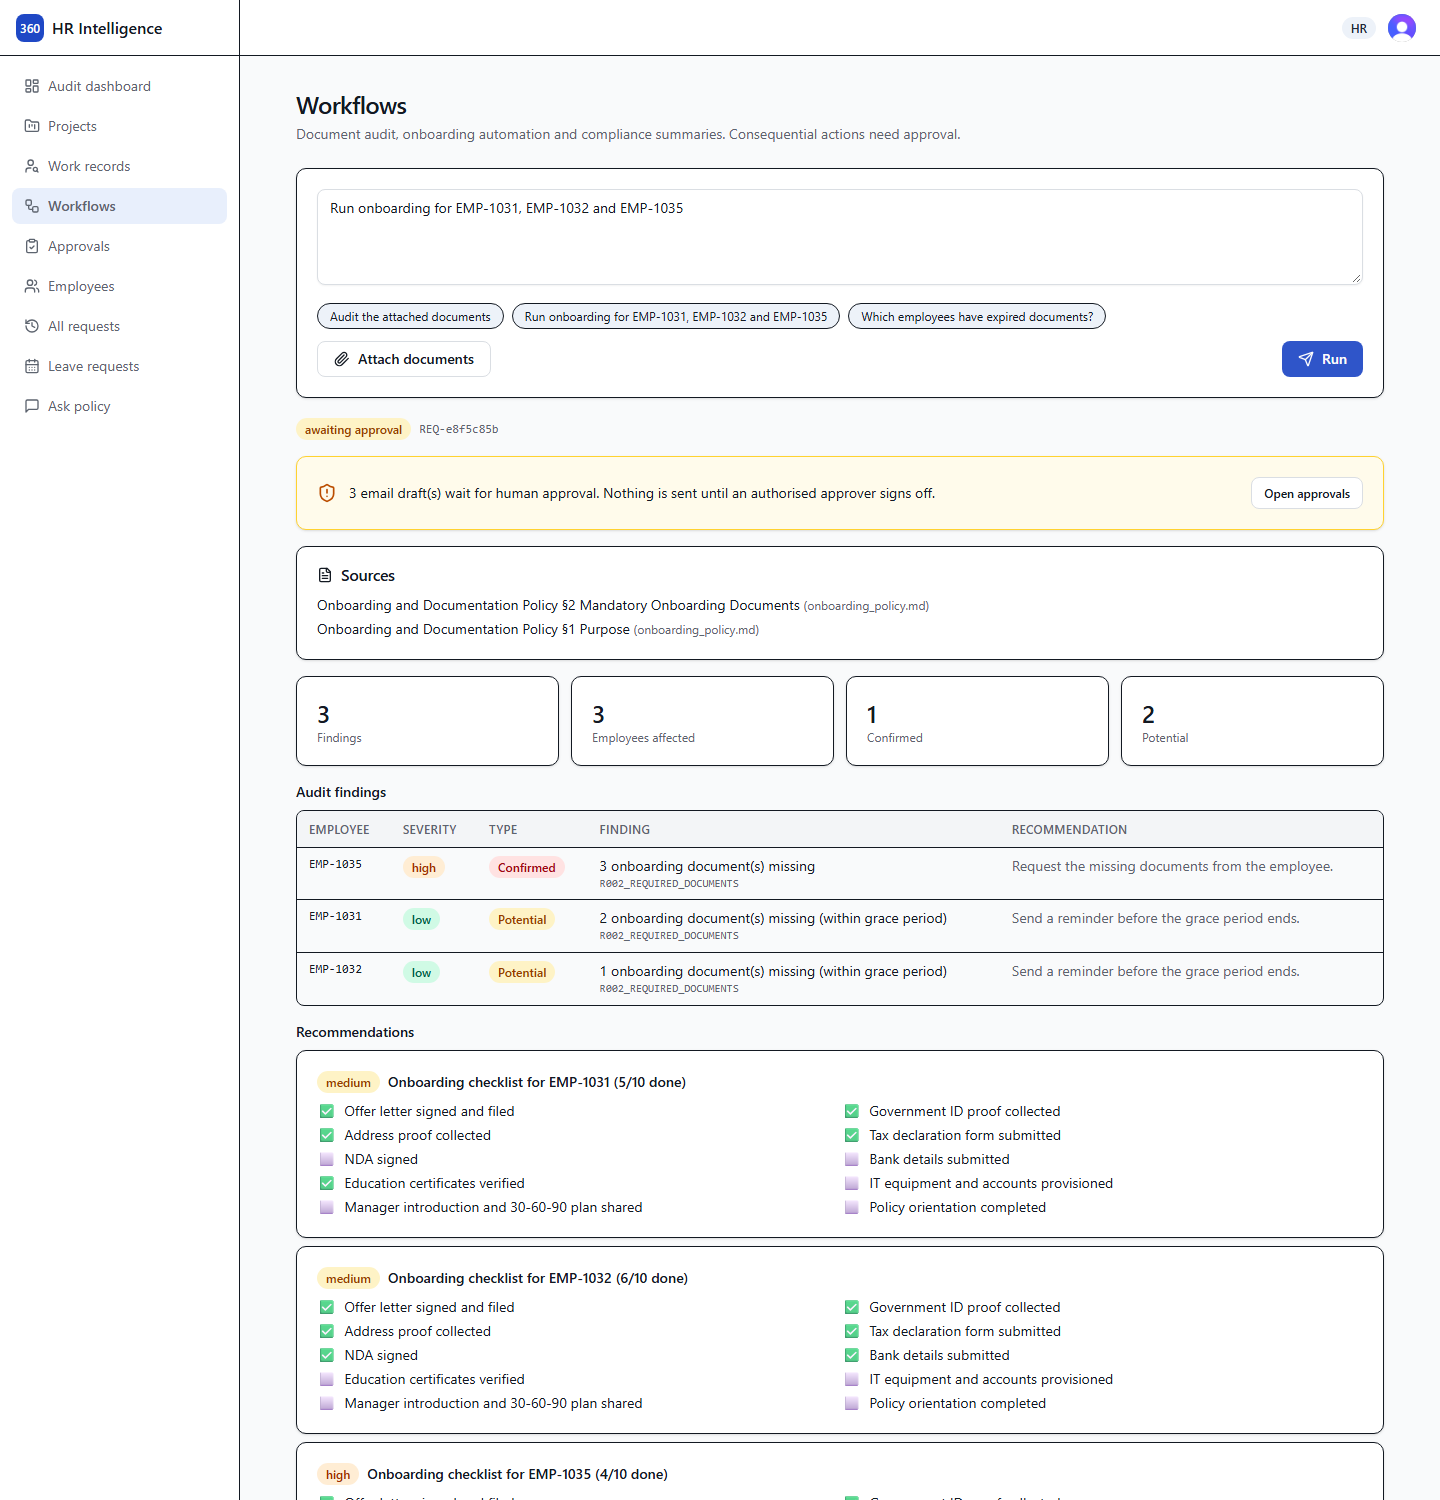 360 HR Intelligence
HR
Audit dashboard
Projects
Work records
Workflows
Approvals
Employees
All requests
Leave requests
Ask policy
Workflows
Document audit, onboarding automation and compliance summaries. Consequential actions need approval.
Run onboarding for EMP-1031, EMP-1032 and EMP-1035
Audit the attached documents
Run onboarding for EMP-1031, EMP-1032 and EMP-1035
Which employees have expired documents?
Attach documents
Run
awaiting approval REQ-e8f5c85b
3 email draft(s) wait for human approval. Nothing is sent until an authorised approver signs off.
Open approvals
Sources
Onboarding and Documentation Policy §2 Mandatory Onboarding Documents (onboarding_policy.md)
Onboarding and Documentation Policy §1 Purpose (onboarding_policy.md)
3
Findings
3
Employees affected
1
Confirmed
2
Potential
Audit findings
EMPLOYEE SEVERITY TYPE FINDING RECOMMENDATION
EMP-1035 high Confirmed 3 onboarding document(s) missing Request the missing documents from the employee.
R002_REQUIRED_DOCUMENTS
EMP-1031 low Potential 2 onboarding document(s) missing (within grace period) Send a reminder before the grace period ends.
R002_REQUIRED_DOCUMENTS
EMP-1032 low Potential 1 onboarding document(s) missing (within grace period) Send a reminder before the grace period ends.
R002_REQUIRED_DOCUMENTS
Recommendations
medium Onboarding checklist for EMP-1031 (5/10 done)
Offer letter signed and filed Government ID proof collected
Address proof collected Tax declaration form submitted
NDA signed Bank details submitted
Education certificates verified IT equipment and accounts provisioned
Manager introduction and 30-60-90 plan shared Policy orientation completed
medium Onboarding checklist for EMP-1032 (6/10 done)
Offer letter signed and filed Government ID proof collected
Address proof collected Tax declaration form submitted
NDA signed Bank details submitted
Education certificates verified IT equipment and accounts provisioned
Manager introduction and 30-60-90 plan shared Policy orientation completed
high Onboarding checklist for EMP-1035 (4/10 done)